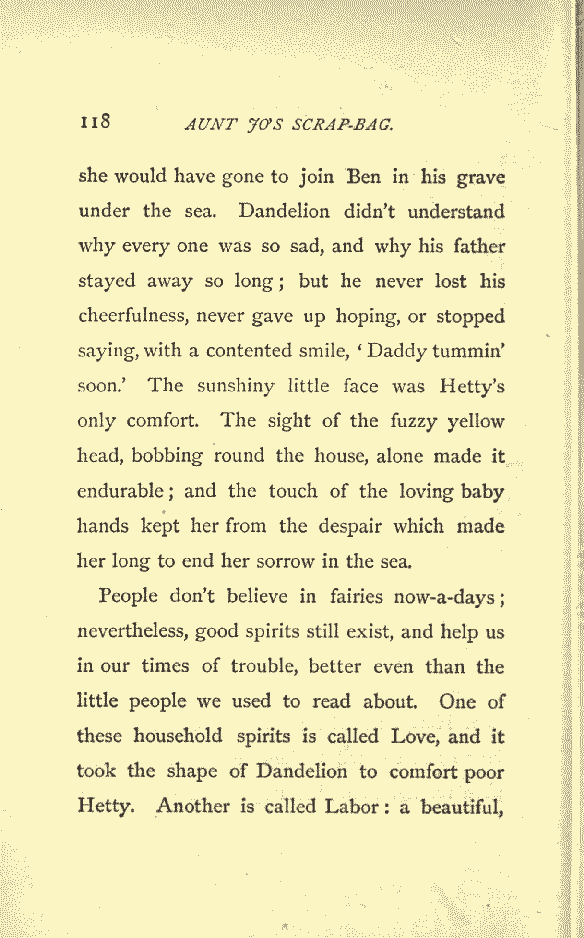 118 AUNT JO'S SCRAP-BAG.
she would have gone to join Ben in his grave
under the sea. Dandelion didn't understand
why every one was so sad, and why his father
stayed away so long; but he never lost his
cheerfulness, never gave up hoping, or stopped
saying, with a contented smile, 'Daddy tummin'
soon.' The sunshiny little face was Hetty's
only comfort. The sight of the fuzzy yellow
head, bobbing round the house, alone made it
endurable; and the touch of the loving baby
hands kept her from the despair which made
her long to end her sorrow in the sea.
People don't believe in fairies now-a-days;
nevertheless, good spirits still exist, and help us
in our times of trouble, better even than the
little people we used to read about. One of
these household spirits is called Love, and it
took the shape of Dandelion to comfort poor
Hetty. Another is called Labor: a beautiful,